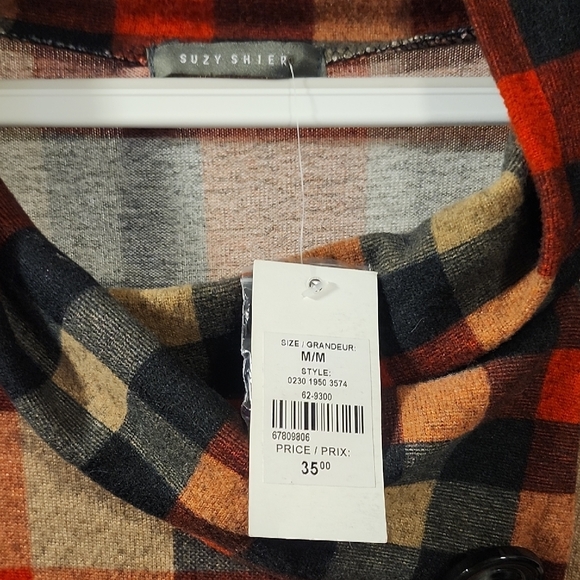 SUZY SHIER
SIZE / GRANDEUR:
M/M
STYLE:
0230 1950 3574
62-9300
67809806
PRICE / PRIX:
35.00